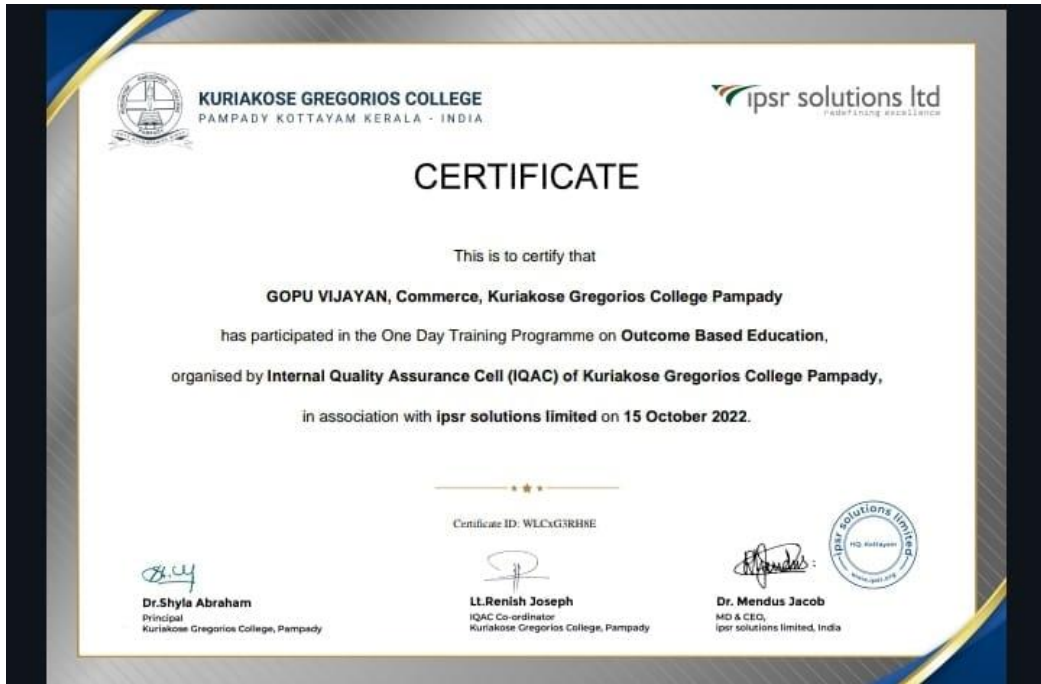 KURIAKOSE GREGORIOS COLLEGE
PAMPADY KOTTAYAM KERALA - INDIA
ipsr solutions ltd
redefining excellence
CERTIFICATE
This is to certify that
GOPU VIJAYAN, Commerce, Kuriakose Gregorios College Pampady
has participated in the One Day Training Programme on Outcome Based Education,
organised by Internal Quality Assurance Cell (IQAC) of Kuriakose Gregorios College Pampady,
in association with ipsr solutions limited on 15 October 2022.
Certificate ID: WLCxG3RH8E
Dr.Shyla Abraham
Principal
Kuriakose Gregorios College, Pampady
Lt.Renish Joseph
IQAC Co-ordinator
Kuriakose Gregorios College, Pampady
Dr. Mendus Jacob
MD & CEO,
ipsr solutions limited, India
ipsr solutions limited
HQ: Kottayam
www.ipsr.org